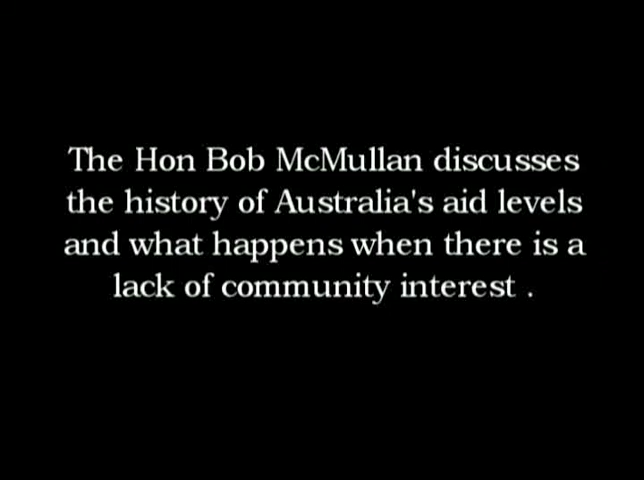 The Hon Bob McMullan discusses
the history of Australia's aid levels
and what happens when there is a
lack of community interest .